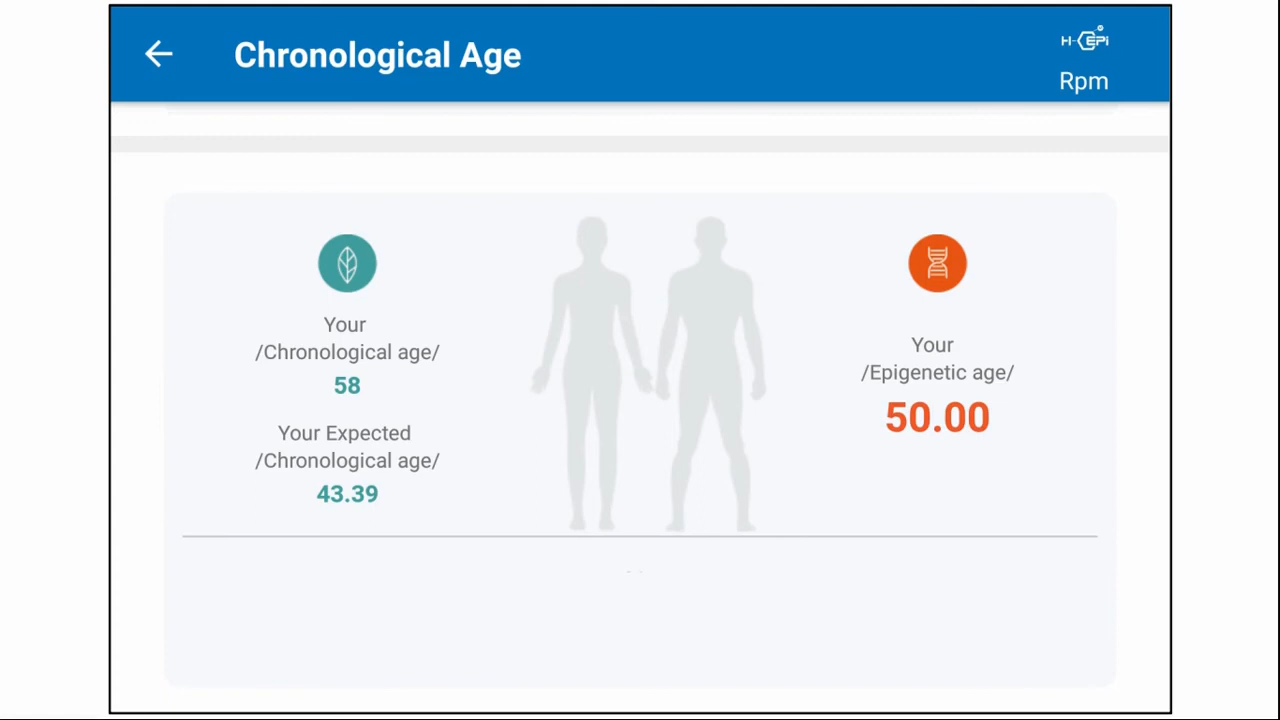 Chronological Age
H-EPi
Rpm
Your
/Chronological age/
58
Your Expected
/Chronological age/
43.39
Your
/Epigenetic age/
50.00